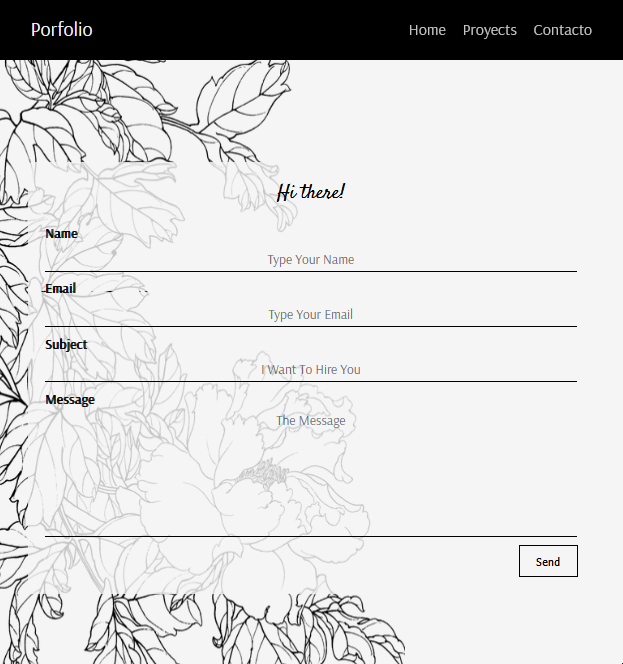 Porfolio Home Proyects Contacto
Hi there!
Name
Type Your Name
Email
Type Your Email
Subject
I Want To Hire You
Message
The Message
Send